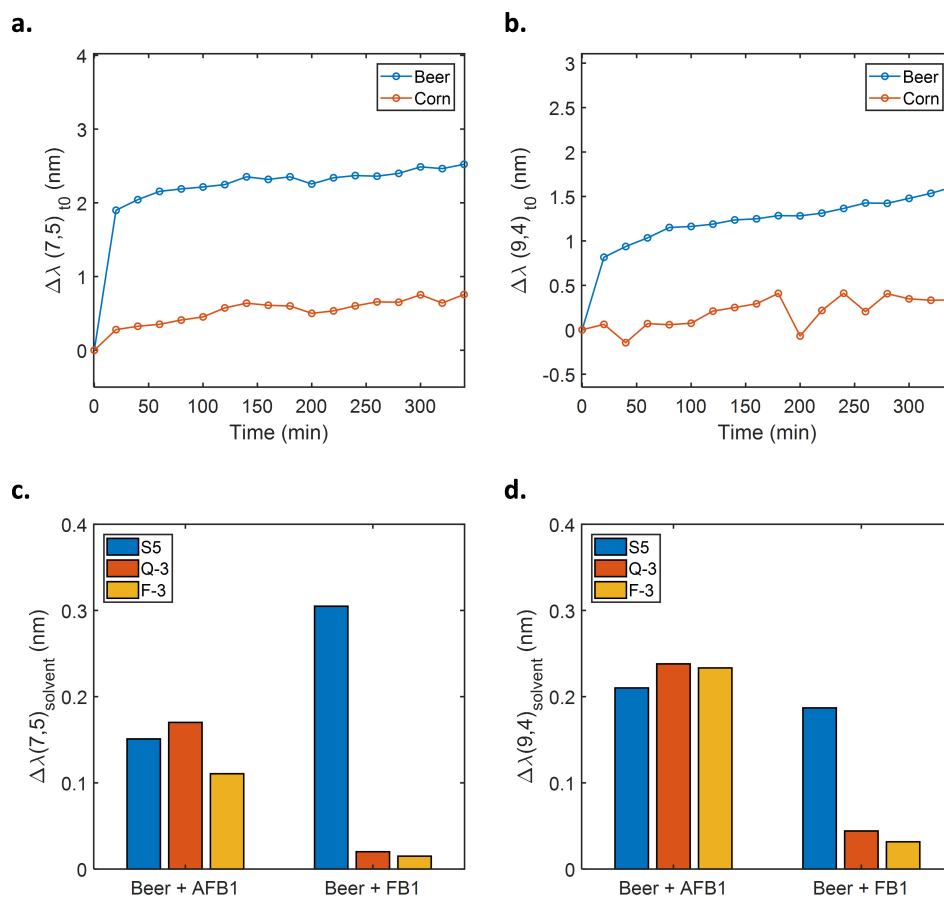 a.
4
3
2
1
0
Δλ (7,5) t0 (nm)
Beer
Corn
0 50 100 150 200 250 300
Time (min)
b.
3
2.5
2
1.5
1
0.5
0
-0.5
Δλ (9,4) t0 (nm)
Beer
Corn
0 50 100 150 200 250 300
Time (min)
c.
0.4
0.3
0.2
0.1
0
Δλ(7,5)solvent (nm)
S5
Q-3
F-3
Beer + AFB1 Beer + FB1
d.
0.4
0.3
0.2
0.1
0
Δλ(9,4)solvent (nm)
S5
Q-3
F-3
Beer + AFB1 Beer + FB1